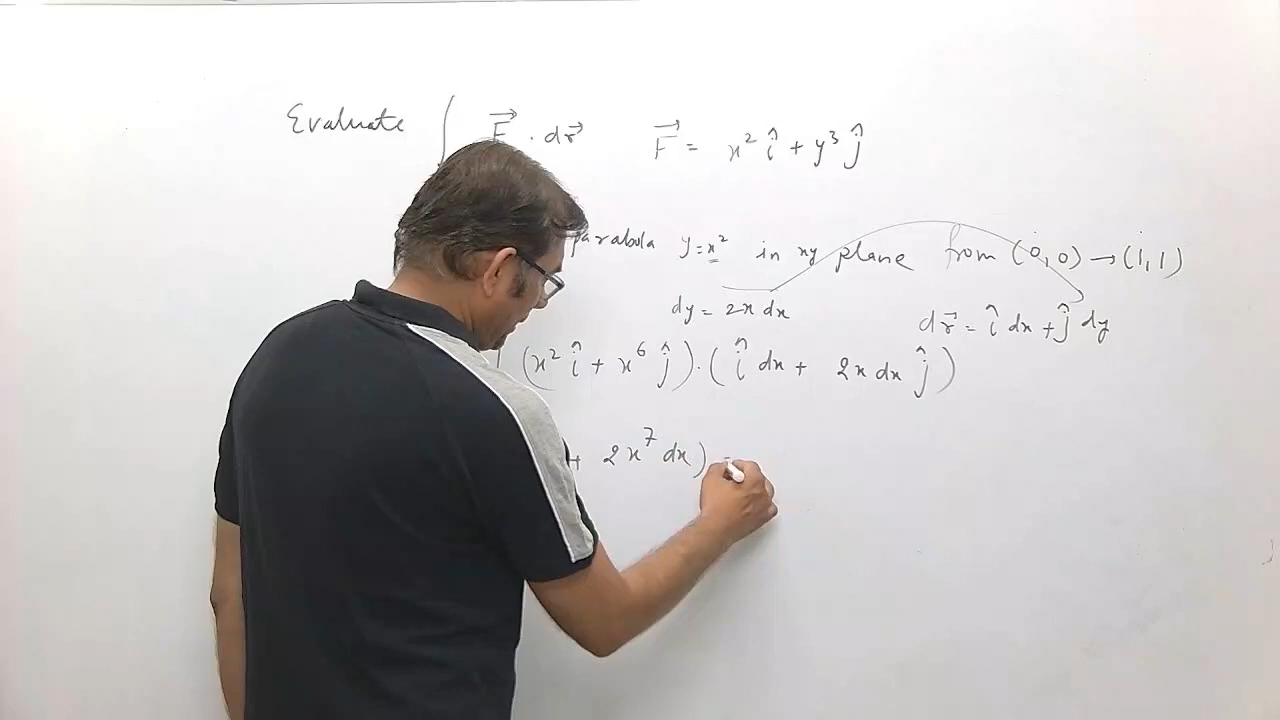 Evaluate ∫ F⃗ . dr⃗ F⃗ = x² î + y³ ĵ
parabola y=x² in xy plane from (0,0) → (1,1)
dy = 2x dx
dr⃗ = î dx + ĵ dy
(x² î + x⁶ ĵ) . (î dx + 2x dx ĵ)
+ 2x⁷ dx)